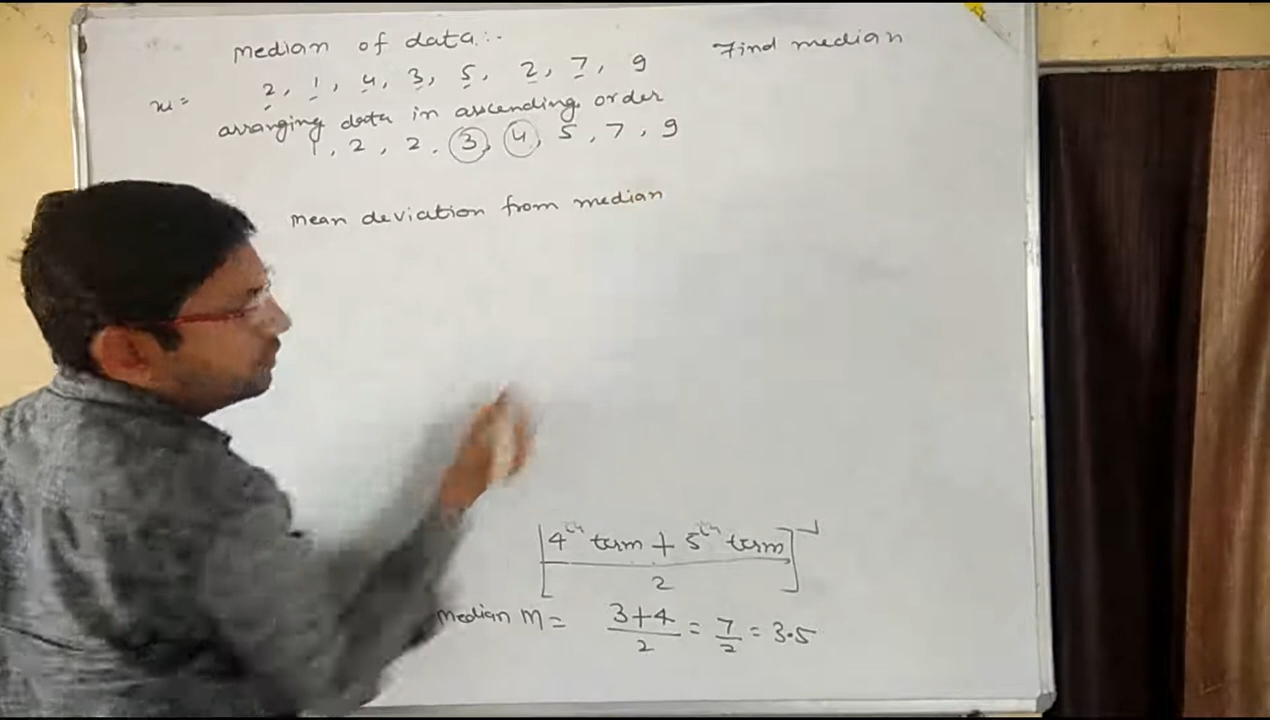 Median of data:-
Find median
x = 2, 1, 4, 3, 5, 2, 7, 9
arranging data in ascending order
1, 2, 2, 3, 4, 5, 7, 9
Mean deviation from median
[4th term + 5th term / 2]
median M = 3+4/2 = 7/2 = 3.5